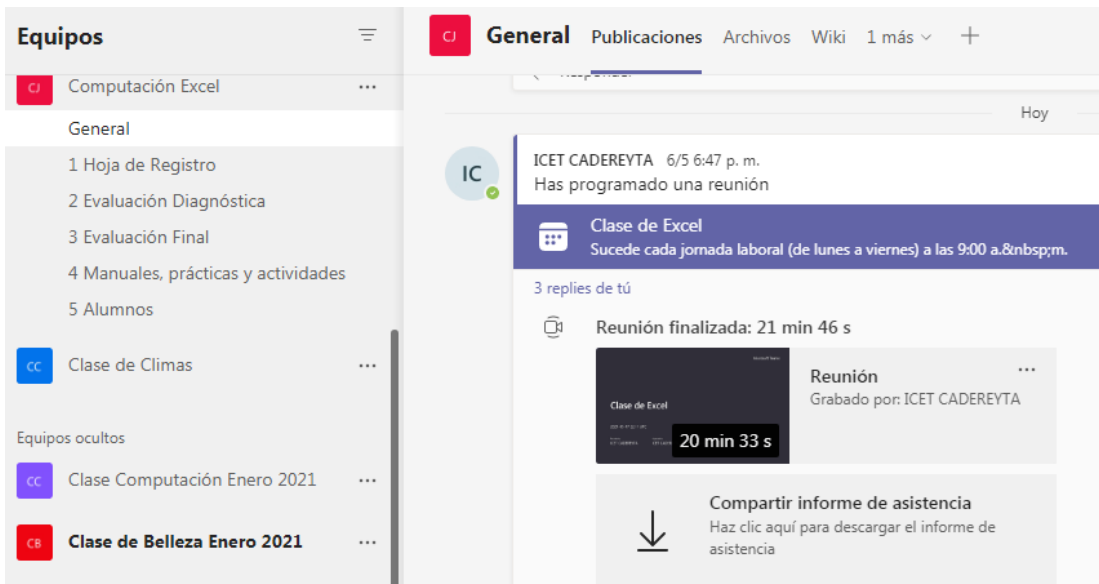 Equipos
CJ
Computación Excel
...
General
1 Hoja de Registro
2 Evaluación Diagnóstica
3 Evaluación Final
4 Manuales, prácticas y actividades
5 Alumnos
CC
Clase de Climas
...
Equipos ocultos
CC
Clase Computación Enero 2021
...
CB
Clase de Belleza Enero 2021
...
CJ
General
Publicaciones
Archivos
Wiki
1 más
Hoy
IC
ICET CADEREYTA 6/5 6:47 p. m.
Has programado una reunión
Clase de Excel
Sucede cada jornada laboral (de lunes a viernes) a las 9:00 a.&nbsp;m.
3 replies de tú
Reunión finalizada: 21 min 46 s
Clase de Excel
20 min 33 s
Reunión
...
Grabado por: ICET CADEREYTA
Compartir informe de asistencia
Haz clic aquí para descargar el informe de
asistencia